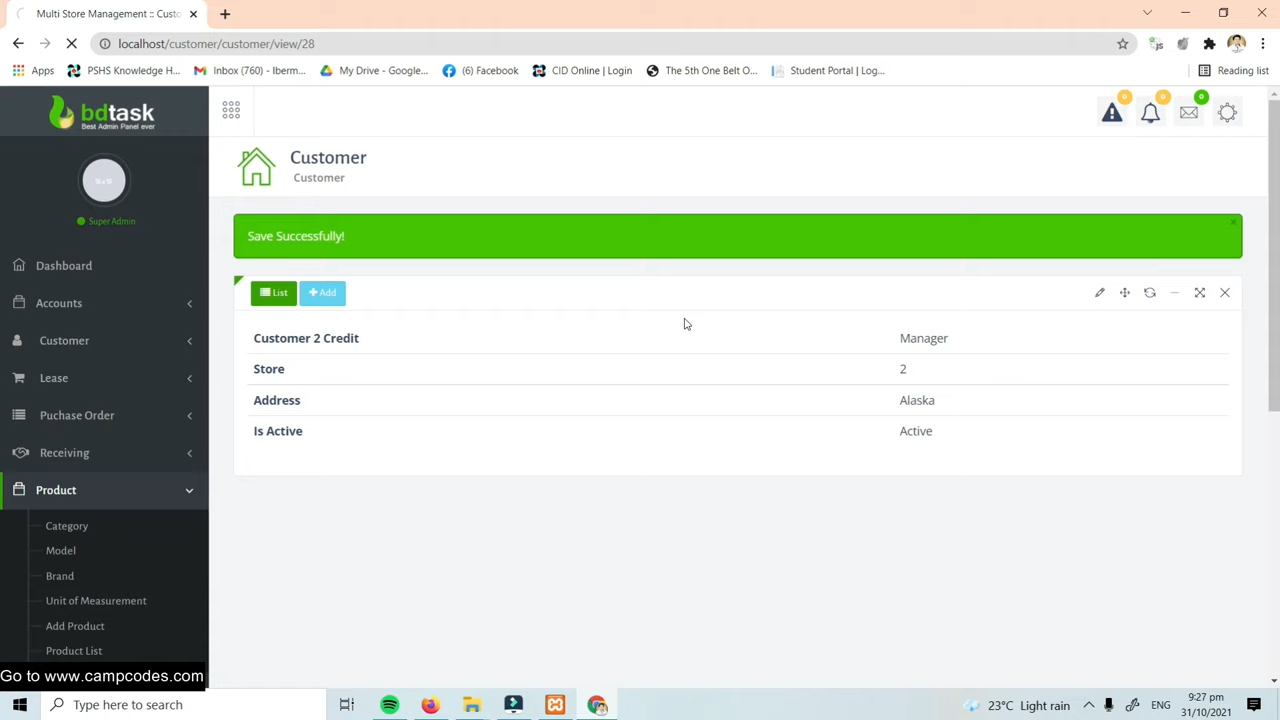 Multi Store Management :: Custo
localhost/customer/customer/view/28
Apps
PSHS Knowledge H...
Inbox (760) - Iberm...
My Drive - Google...
(6) Facebook
CID Online | Login
The 5th One Belt O...
Student Portal | Log...
Reading list
bdtask
Best Admin Panel ever
0
0
0
Customer
Customer
Super Admin
Save Successfully!
×
Dashboard
List
Add
Accounts
Customer 2 Credit
Manager
Customer
Store
2
Lease
Address
Alaska
Puchase Order
Is Active
Active
Receiving
Product
Category
Model
Brand
Unit of Measurement
Add Product
Product List
Go to www.campcodes.com
Type here to search
23°C Light rain
ENG
9:27 pm
31/10/2021